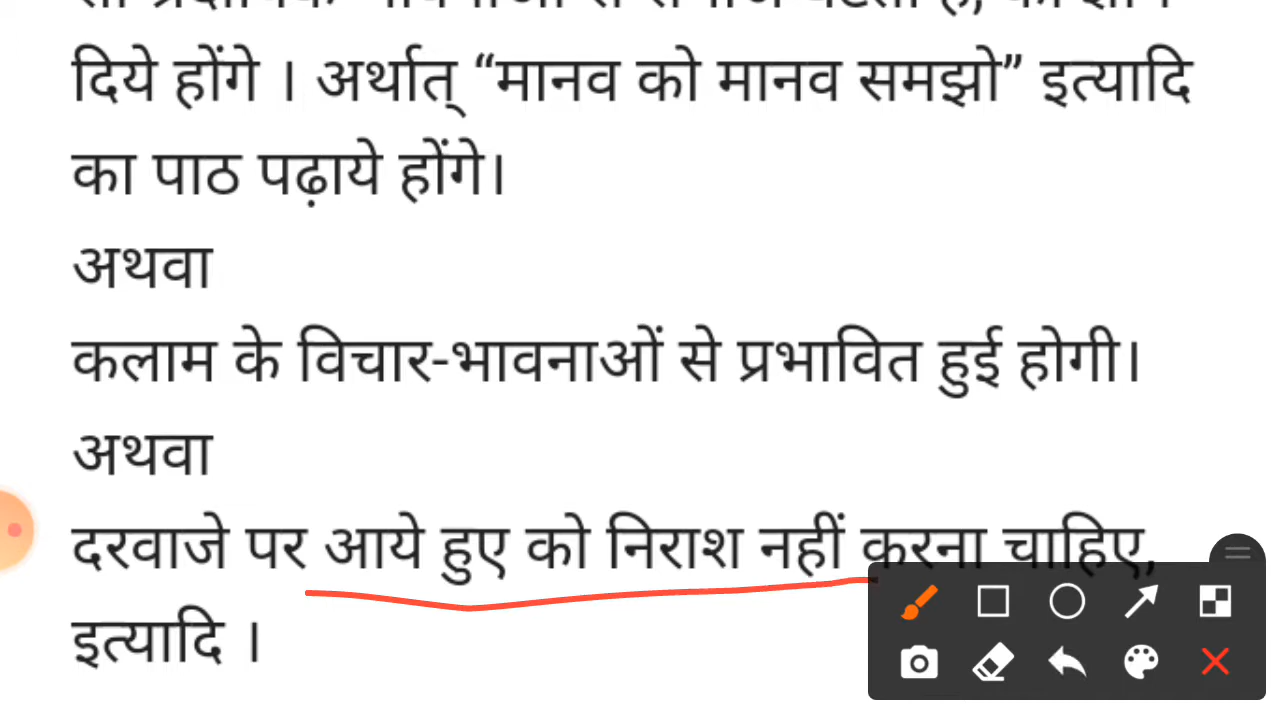 दिये होंगे । अर्थात् “मानव को मानव समझो” इत्यादि
का पाठ पढ़ाये होंगे।
अथवा
कलाम के विचार-भावनाओं से प्रभावित हुई होगी।
अथवा
दरवाजे पर आये हुए को निराश नहीं करना चाहिए,
इत्यादि ।